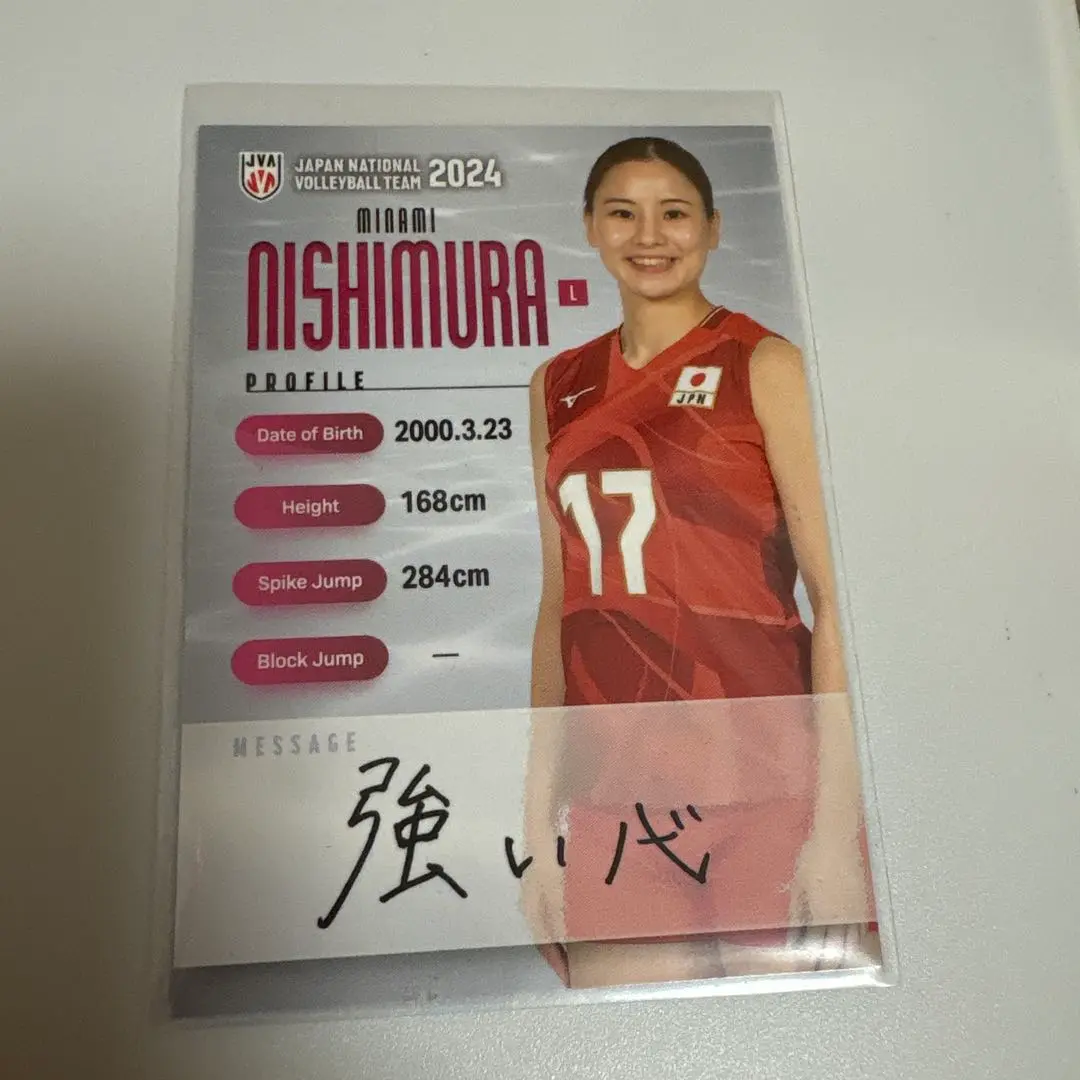 JVA
JAPAN NATIONAL
VOLLEYBALL TEAM 2024
MINAMI
NISHIMURA L
PROFILE
Date of Birth 2000.3.23
Height 168cm
Spike Jump 284cm
Block Jump —
JPN
17
MESSAGE
強い心